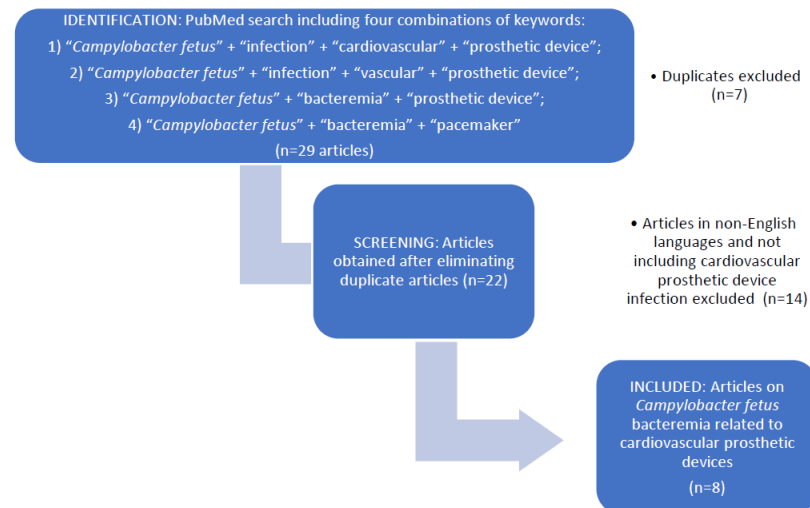 IDENTIFICATION: PubMed search including four combinations of keywords:
1) “Campylobacter fetus” + “infection” + “cardiovascular” + “prosthetic device”;
2) “Campylobacter fetus” + “infection” + “vascular” + “prosthetic device”;
3) “Campylobacter fetus” + “bacteremia” + “prosthetic device”;
4) “Campylobacter fetus” + “bacteremia” + “pacemaker”
(n=29 articles)
• Duplicates excluded
(n=7)
SCREENING: Articles
obtained after eliminating
duplicate articles (n=22)
• Articles in non-English
languages and not
including cardiovascular
prosthetic device
infection excluded (n=14)
INCLUDED: Articles on
Campylobacter fetus
bacteremia related to
cardiovascular prosthetic
devices
(n=8)